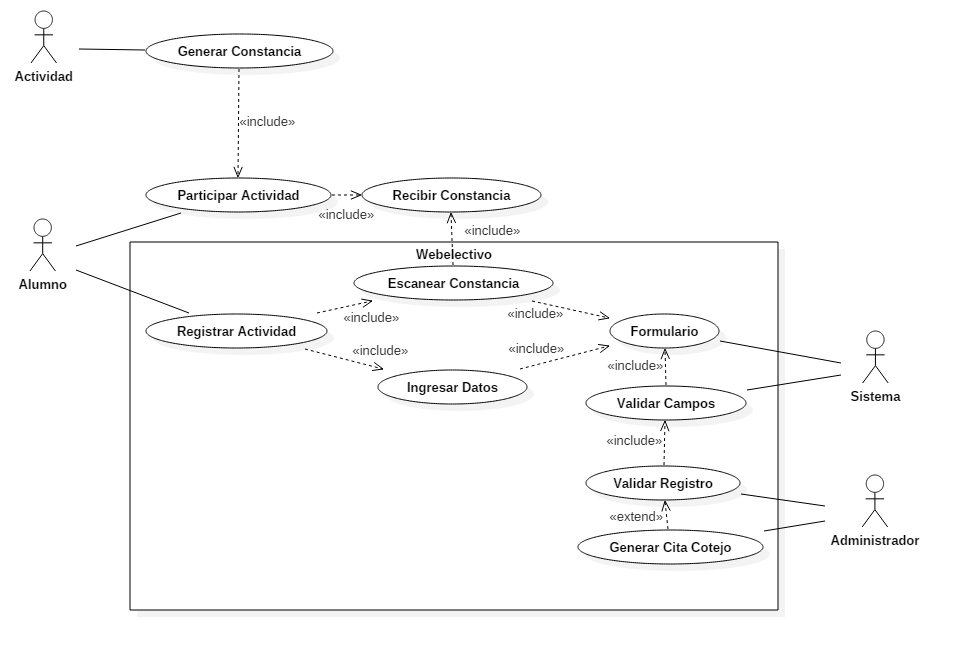 Generar Constancia
Actividad
«include»
Participar Actividad
Recibir Constancia
«include»
«include»
Webelectivo
Alumno
Escanear Constancia
«include»
«include»
Registrar Actividad
Formulario
«include»
«include»
«include»
Ingresar Datos
Sistema
Validar Campos
«include»
Validar Registro
«extend»
Administrador
Generar Cita Cotejo